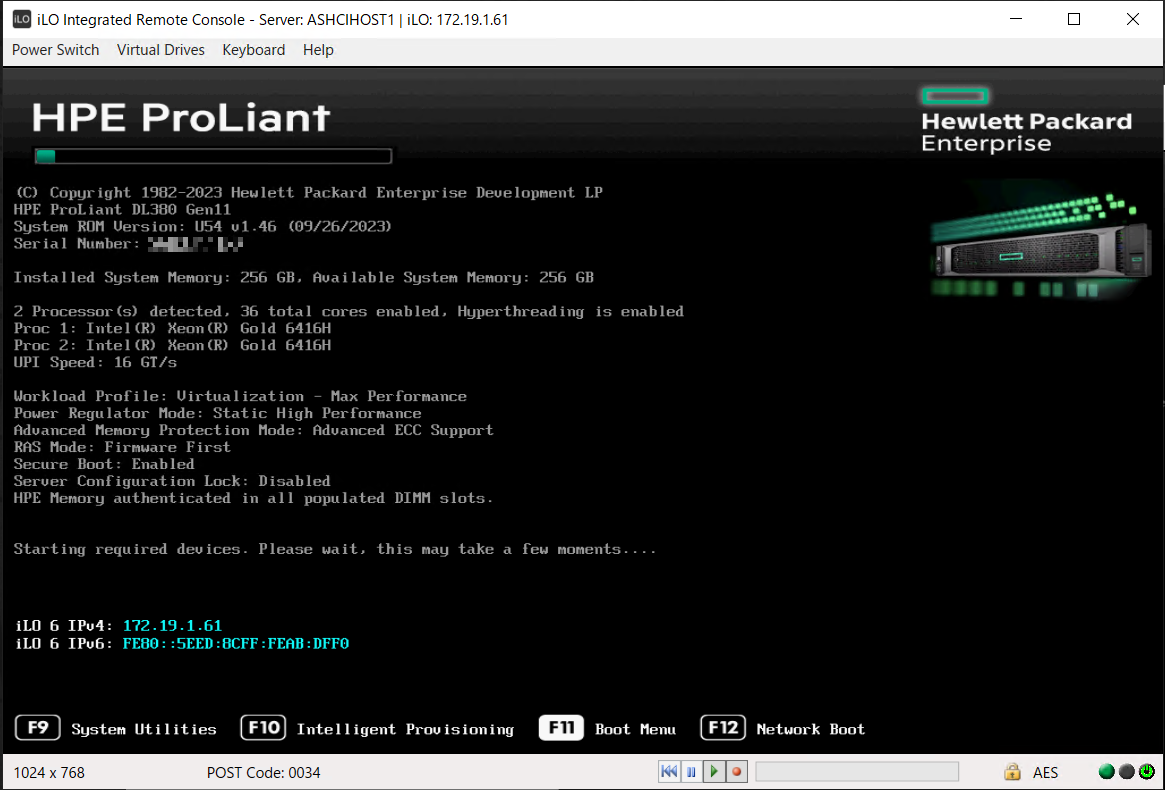 iLO iLO Integrated Remote Console - Server: ASHCIHOST1 | iLO: 172.19.1.61
Power Switch Virtual Drives Keyboard Help
HPE ProLiant
Hewlett Packard
Enterprise
(C) Copyright 1982-2023 Hewlett Packard Enterprise Development LP
HPE ProLiant DL380 Gen11
System ROM Version: U54 v1.46 (09/26/2023)
Serial Number:
Installed System Memory: 256 GB, Available System Memory: 256 GB
2 Processor(s) detected, 36 total cores enabled, Hyperthreading is enabled
Proc 1: Intel(R) Xeon(R) Gold 6416H
Proc 2: Intel(R) Xeon(R) Gold 6416H
UPI Speed: 16 GT/s
Workload Profile: Virtualization - Max Performance
Power Regulator Mode: Static High Performance
Advanced Memory Protection Mode: Advanced ECC Support
RAS Mode: Firmware First
Secure Boot: Enabled
Server Configuration Lock: Disabled
HPE Memory authenticated in all populated DIMM slots.
Starting required devices. Please wait, this may take a few moments....
iLO 6 IPv4: 172.19.1.61
iLO 6 IPv6: FE80::5EED:8CFF:FEAB:DFF0
F9 System Utilities F10 Intelligent Provisioning F11 Boot Menu F12 Network Boot
1024 x 768 POST Code: 0034 AES